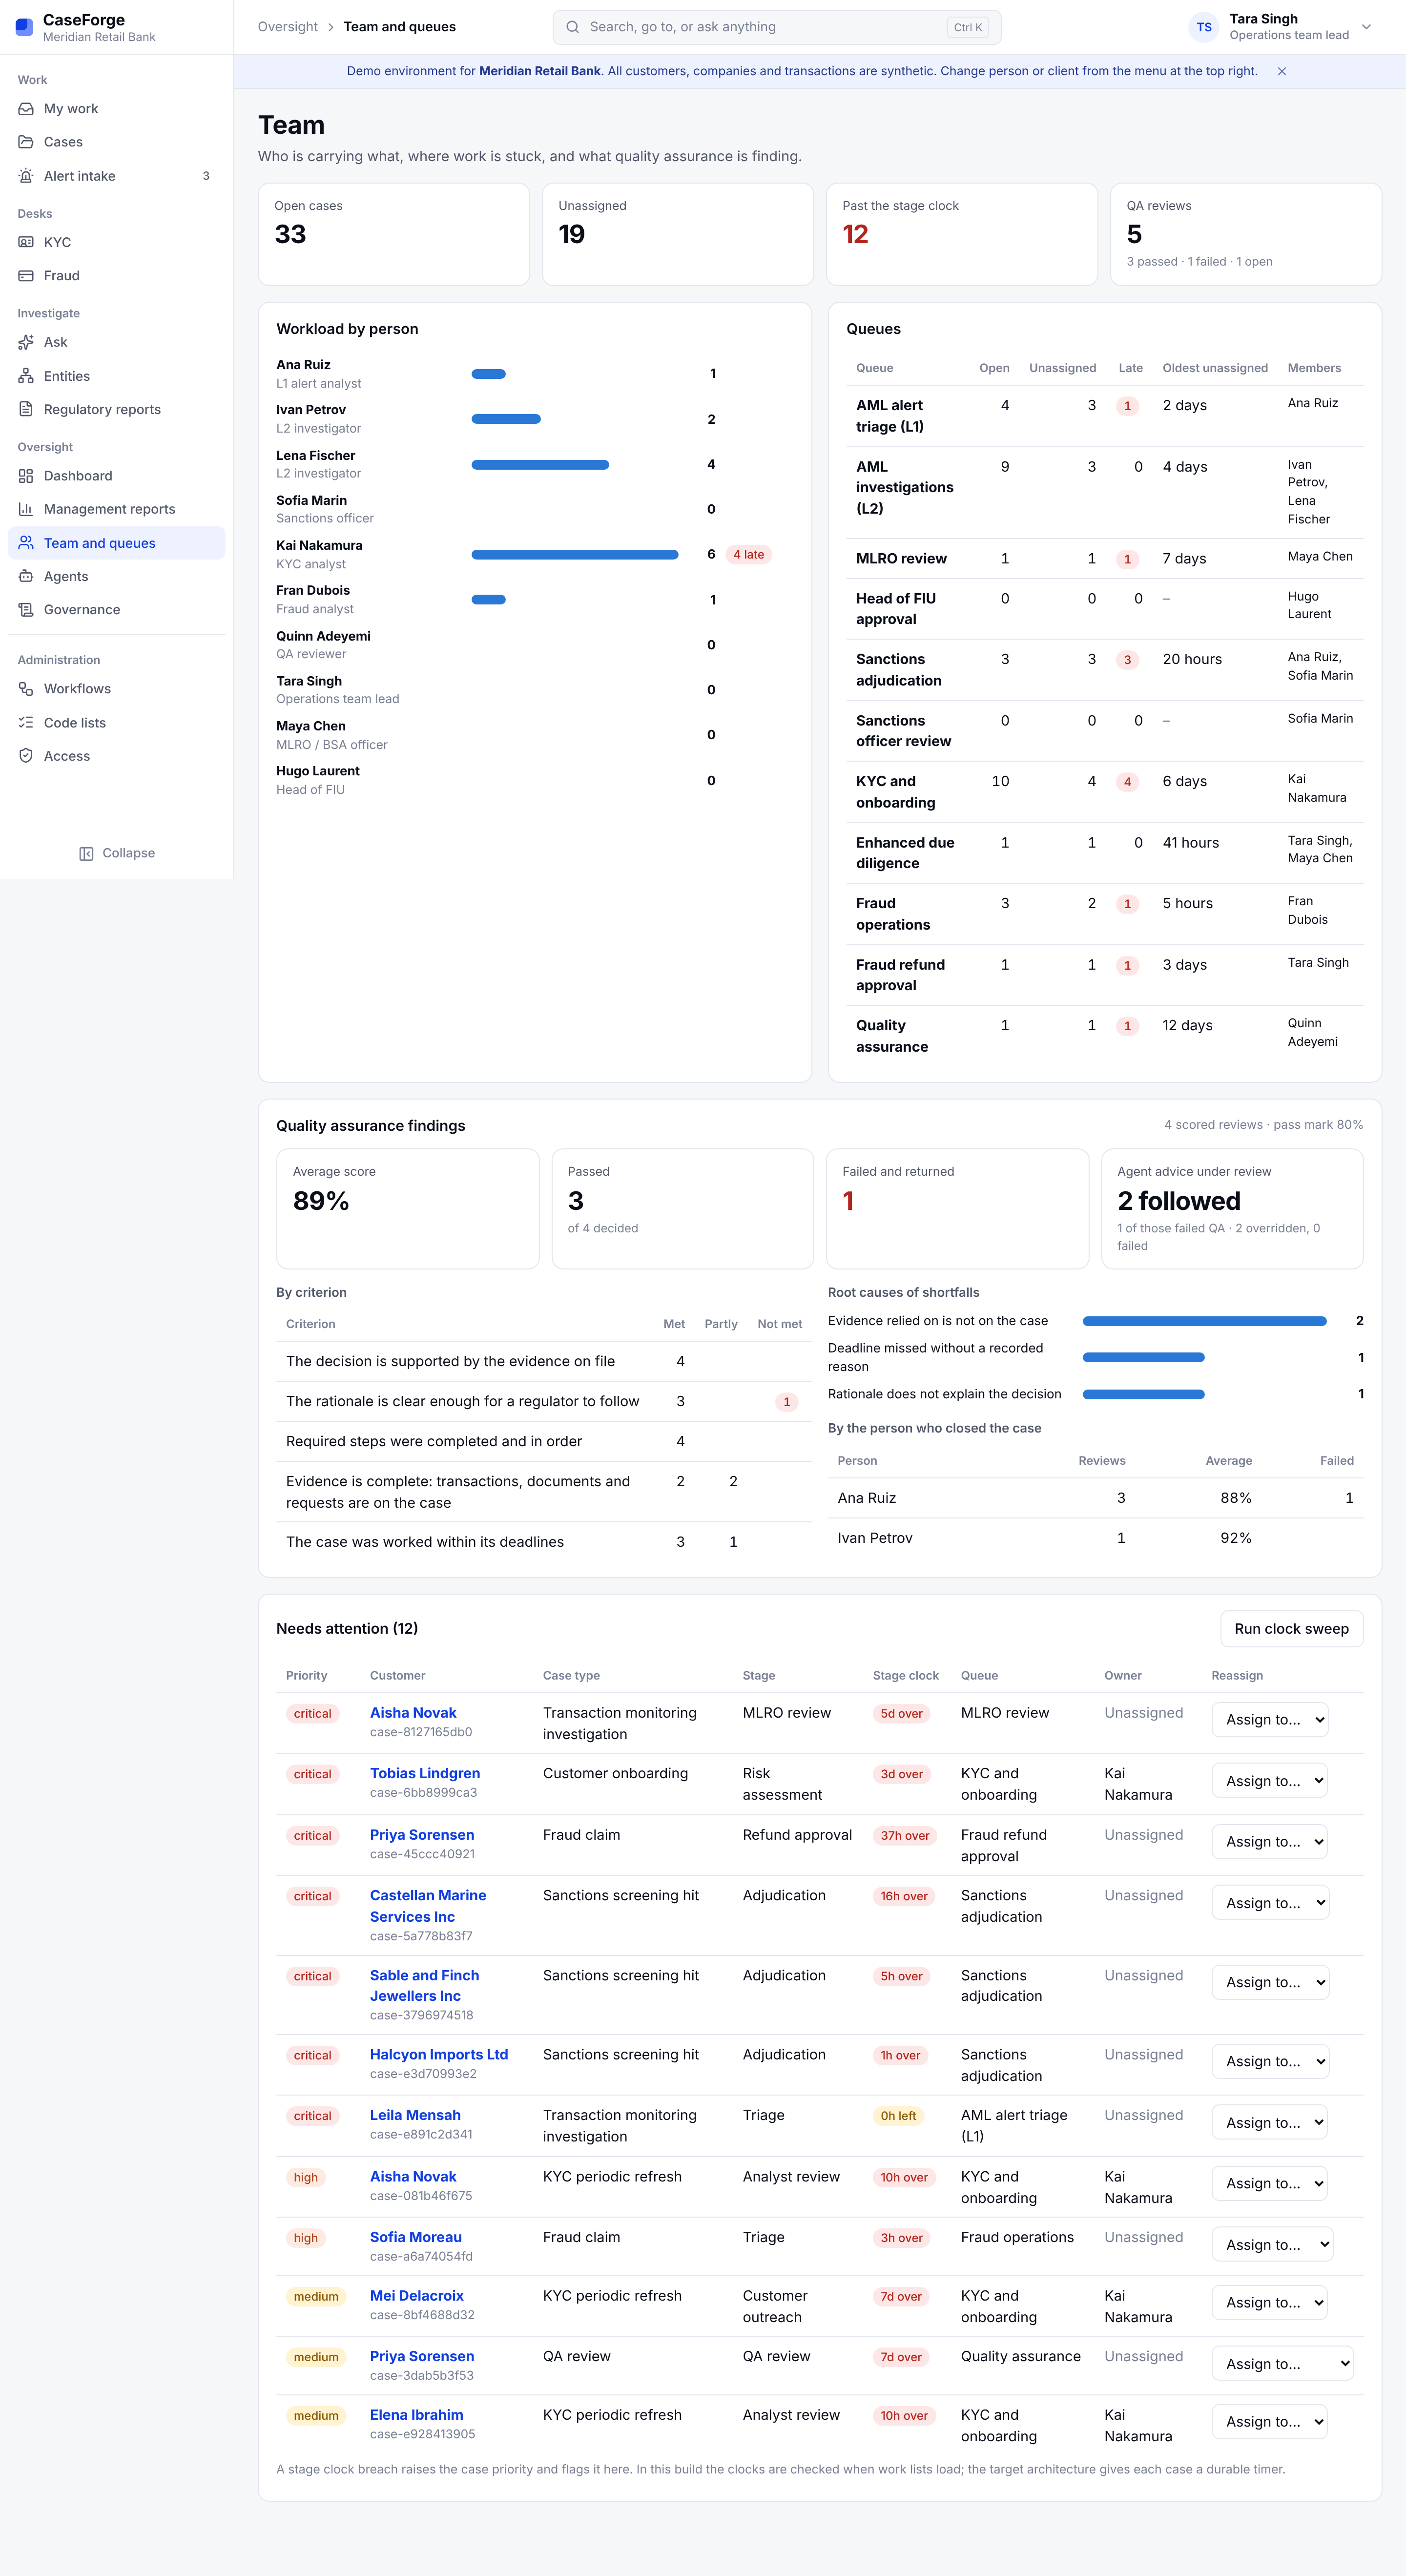 CaseForge
Meridian Retail Bank
Oversight > Team and queues
Search, go to, or ask anything
Ctrl K
TS
Tara Singh
Operations team lead
Demo environment for Meridian Retail Bank. All customers, companies and transactions are synthetic. Change person or client from the menu at the top right.
Work
My work
Cases
Alert intake 3
Desks
KYC
Fraud
Investigate
Ask
Entities
Regulatory reports
Oversight
Dashboard
Management reports
Team and queues
Agents
Governance
Administration
Workflows
Code lists
Access
Collapse
Team
Who is carrying what, where work is stuck, and what quality assurance is finding.
Open cases
33
Unassigned
19
Past the stage clock
12
QA reviews
5
3 passed · 1 failed · 1 open
Workload by person
Ana Ruiz
L1 alert analyst
1
Ivan Petrov
L2 investigator
2
Lena Fischer
L2 investigator
4
Sofia Marin
Sanctions officer
0
Kai Nakamura
KYC analyst
6 4 late
Fran Dubois
Fraud analyst
1
Quinn Adeyemi
QA reviewer
0
Tara Singh
Operations team lead
0
Maya Chen
MLRO / BSA officer
0
Hugo Laurent
Head of FIU
0
Queues
Queue Open Unassigned Late Oldest unassigned Members
AML alert triage (L1) 4 3 1 2 days Ana Ruiz
AML investigations (L2) 9 3 0 4 days Ivan Petrov, Lena Fischer
MLRO review 1 1 1 7 days Maya Chen
Head of FIU approval 0 0 0 – Hugo Laurent
Sanctions adjudication 3 3 3 20 hours Ana Ruiz, Sofia Marin
Sanctions officer review 0 0 0 – Sofia Marin
KYC and onboarding 10 4 4 6 days Kai Nakamura
Enhanced due diligence 1 1 0 41 hours Tara Singh, Maya Chen
Fraud operations 3 2 1 5 hours Fran Dubois
Fraud refund approval 1 1 1 3 days Tara Singh
Quality assurance 1 1 1 12 days Quinn Adeyemi
Quality assurance findings
4 scored reviews · pass mark 80%
Average score
89%
Passed
3
of 4 decided
Failed and returned
1
Agent advice under review
2 followed
1 of those failed QA · 2 overridden, 0 failed
By criterion
Criterion Met Partly Not met
The decision is supported by the evidence on file 4
The rationale is clear enough for a regulator to follow 3 1
Required steps were completed and in order 4
Evidence is complete: transactions, documents and requests are on the case 2 2
The case was worked within its deadlines 3 1
Root causes of shortfalls
Evidence relied on is not on the case 2
Deadline missed without a recorded reason 1
Rationale does not explain the decision 1
By the person who closed the case
Person Reviews Average Failed
Ana Ruiz 3 88% 1
Ivan Petrov 1 92%
Needs attention (12)
Run clock sweep
Priority Customer Case type Stage Stage clock Queue Owner Reassign
critical Aisha Novak case-8127165db0 Transaction monitoring investigation MLRO review 5d over MLRO review Unassigned Assign to...
critical Tobias Lindgren case-6bb8999ca3 Customer onboarding Risk assessment 3d over KYC and onboarding Kai Nakamura Assign to...
critical Priya Sorensen case-45ccc40921 Fraud claim Refund approval 37h over Fraud refund approval Unassigned Assign to...
critical Castellan Marine Services Inc case-5a778b83f7 Sanctions screening hit Adjudication 16h over Sanctions adjudication Unassigned Assign to...
critical Sable and Finch Jewellers Inc case-3796974518 Sanctions screening hit Adjudication 5h over Sanctions adjudication Unassigned Assign to...
critical Halcyon Imports Ltd case-e3d70993e2 Sanctions screening hit Adjudication 1h over Sanctions adjudication Unassigned Assign to...
critical Leila Mensah case-e891c2d341 Transaction monitoring investigation Triage 0h left AML alert triage (L1) Unassigned Assign to...
high Aisha Novak case-081b46f675 KYC periodic refresh Analyst review 10h over KYC and onboarding Kai Nakamura Assign to...
high Sofia Moreau case-a6a74054fd Fraud claim Triage 3h over Fraud operations Unassigned Assign to...
medium Mei Delacroix case-8bf4688d32 KYC periodic refresh Customer outreach 7d over KYC and onboarding Kai Nakamura Assign to...
medium Priya Sorensen case-3dab5b3f53 QA review QA review 7d over Quality assurance Unassigned Assign to...
medium Elena Ibrahim case-e928413905 KYC periodic refresh Analyst review 10h over KYC and onboarding Kai Nakamura Assign to...
A stage clock breach raises the case priority and flags it here. In this build the clocks are checked when work lists load; the target architecture gives each case a durable timer.